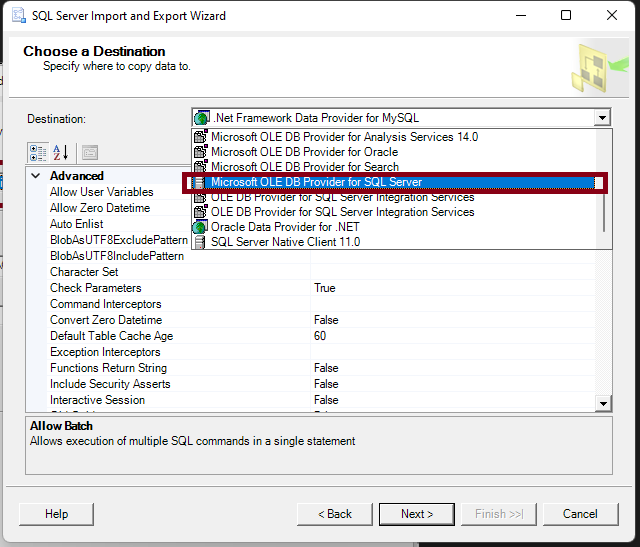 SQL Server Import and Export Wizard
Choose a Destination
Specify where to copy data to.
Destination:
.Net Framework Data Provider for MySQL
Microsoft OLE DB Provider for Analysis Services 14.0
Microsoft OLE DB Provider for Oracle
Microsoft OLE DB Provider for Search
Microsoft OLE DB Provider for SQL Server
OLE DB Provider for SQL Server Integration Services
OLE DB Provider for SQL Server Integration Services
Oracle Data Provider for .NET
SQL Server Native Client 11.0
Advanced
Allow User Variables
Allow Zero Datetime
Auto Enlist
BlobAsUTF8ExcludePattern
BlobAsUTF8IncludePattern
Character Set
Check Parameters True
Command Interceptors
Convert Zero Datetime False
Default Table Cache Age 60
Exception Interceptors
Functions Return String False
Include Security Asserts False
Interactive Session False
Allow Batch
Allows execution of multiple SQL commands in a single statement
Help
< Back
Next >
Finish >>|
Cancel